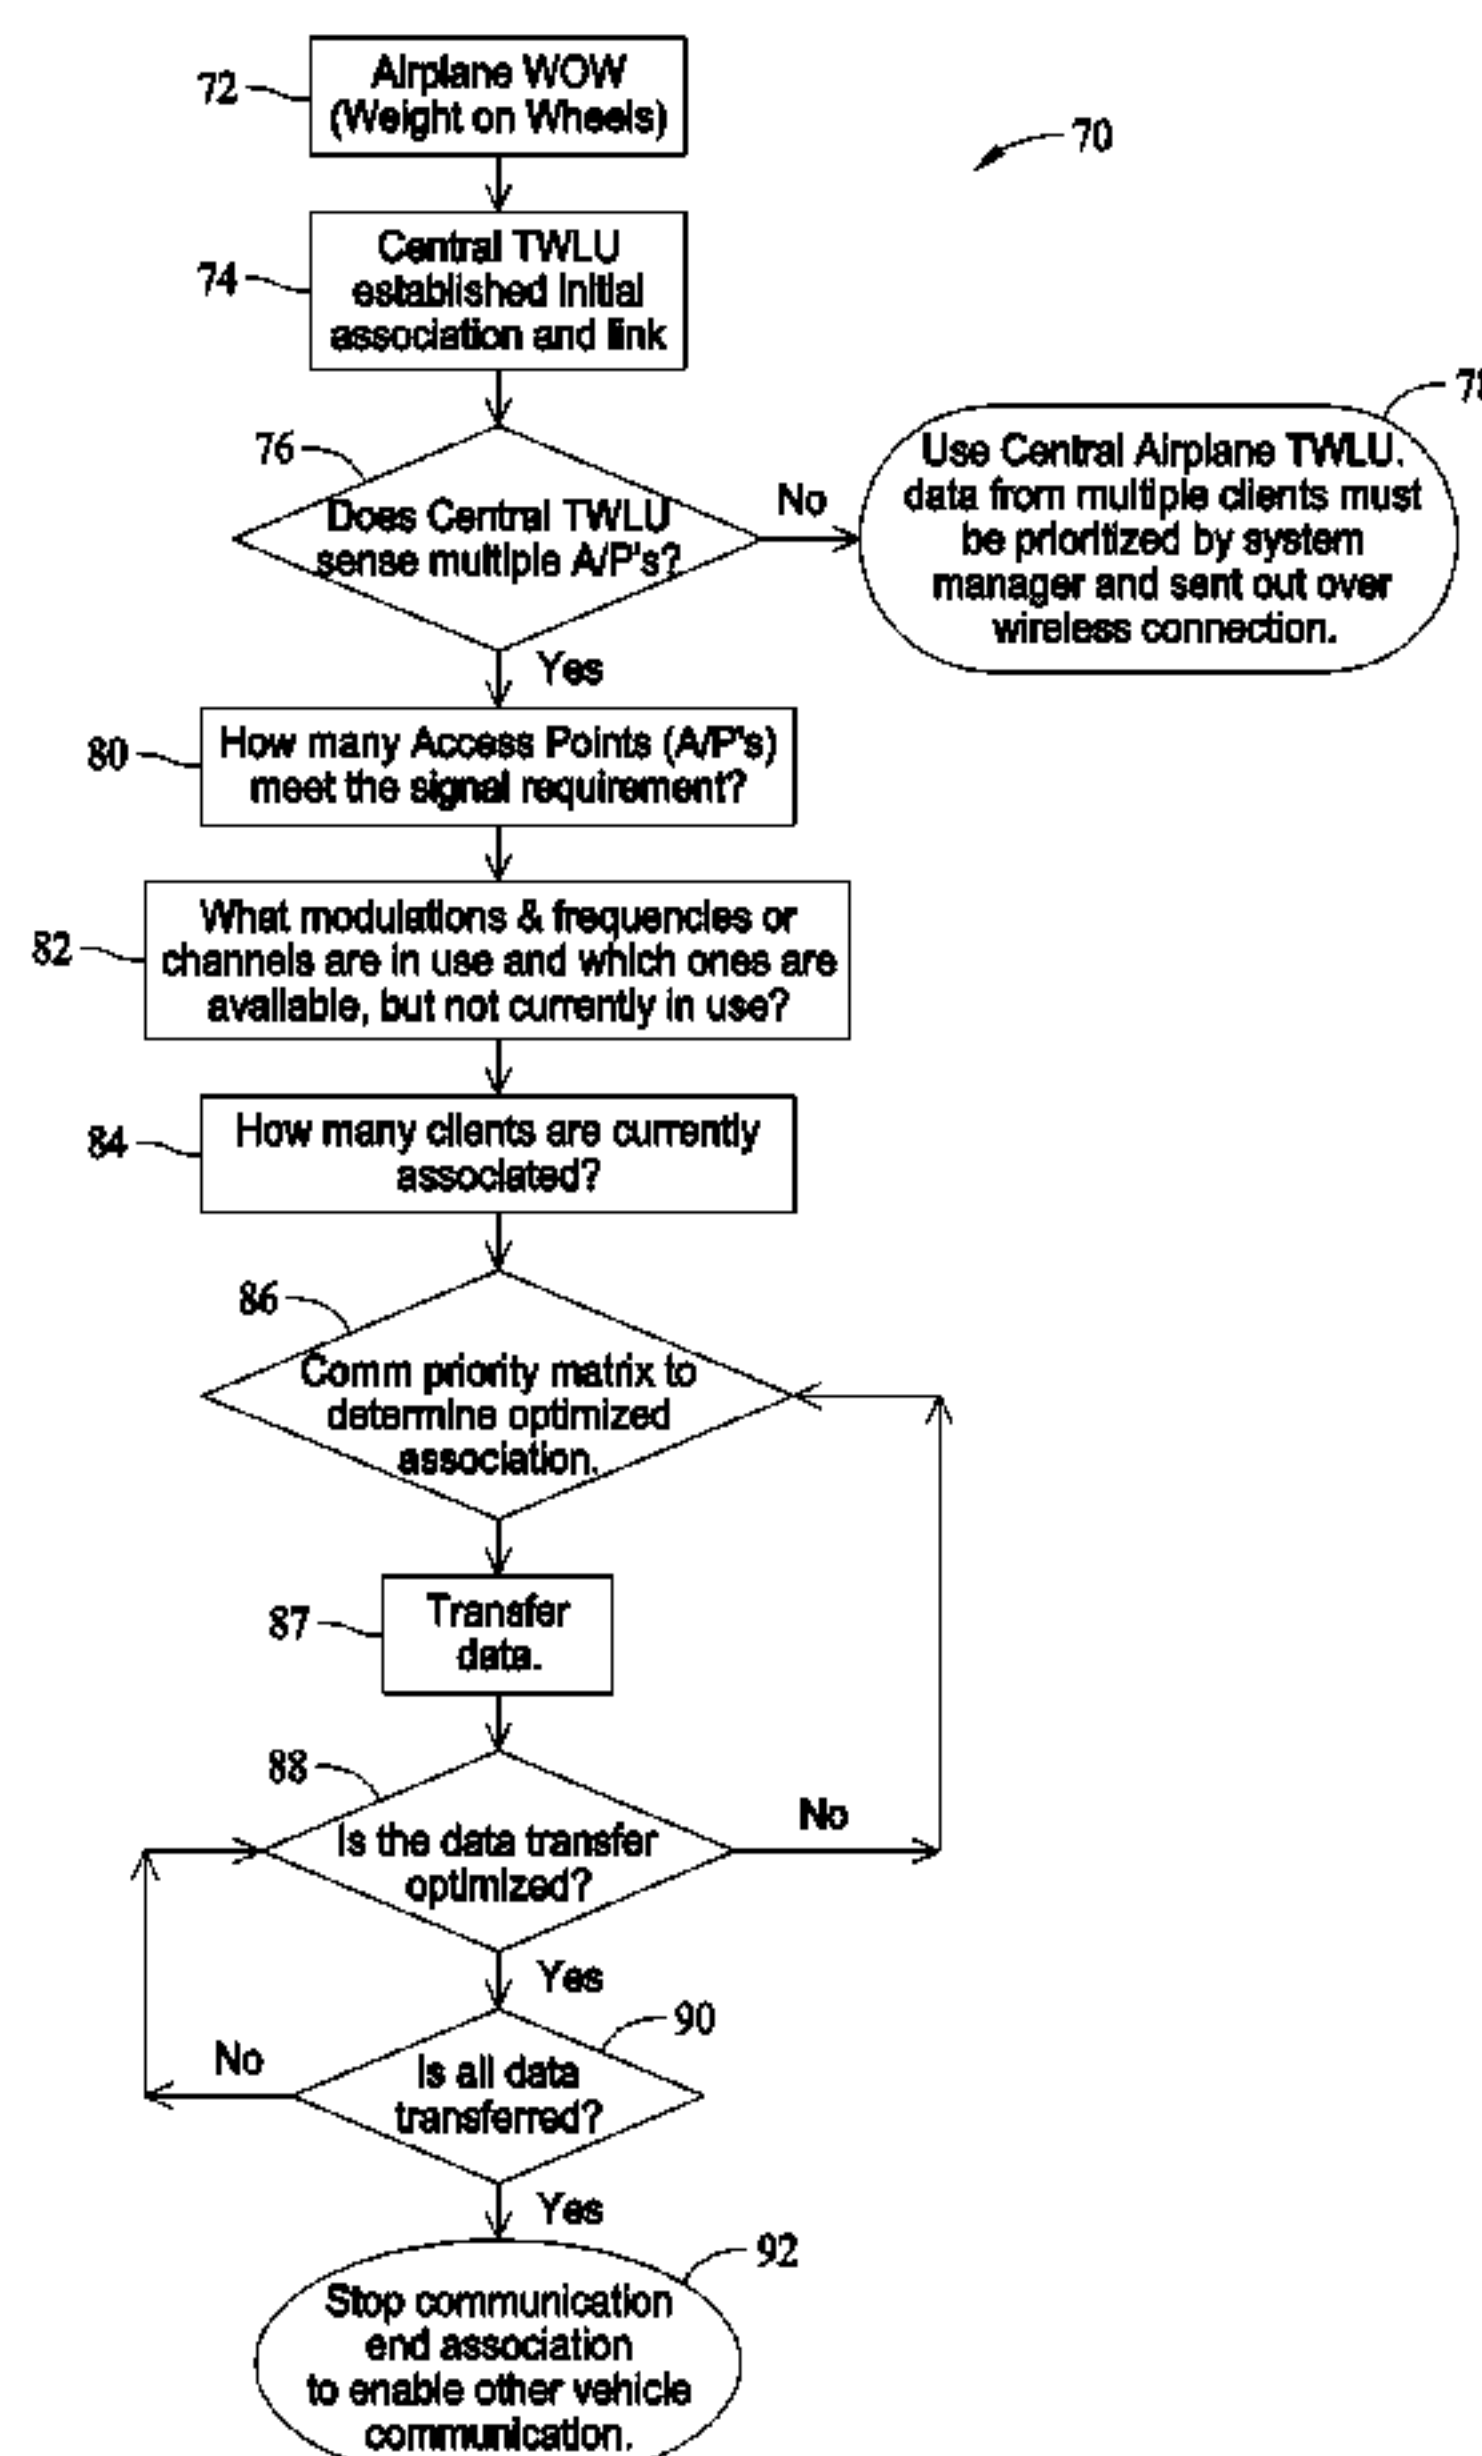 72
Airplane WOW
(Weight on Wheels)
70
74
Central TWLU
established initial
association and link
76
Does Central TWLU
sense multiple A/P's?
No
Use Central Airplane TWLU.
data from multiple clients must
be prioritized by system
manager and sent out over
wireless connection.
Yes
80
How many Access Points (A/P's)
meet the signal requirement?
82
What modulations & frequencies or
channels are in use and which ones are
available, but not currently in use?
84
How many clients are currently
associated?
86
Comm priority matrix to
determine optimized
association.
87
Transfer
data.
88
Is the data transfer
optimized?
No
Yes
90
Is all data
transferred?
No
Yes
92
Stop communication
end association
to enable other vehicle
communication.